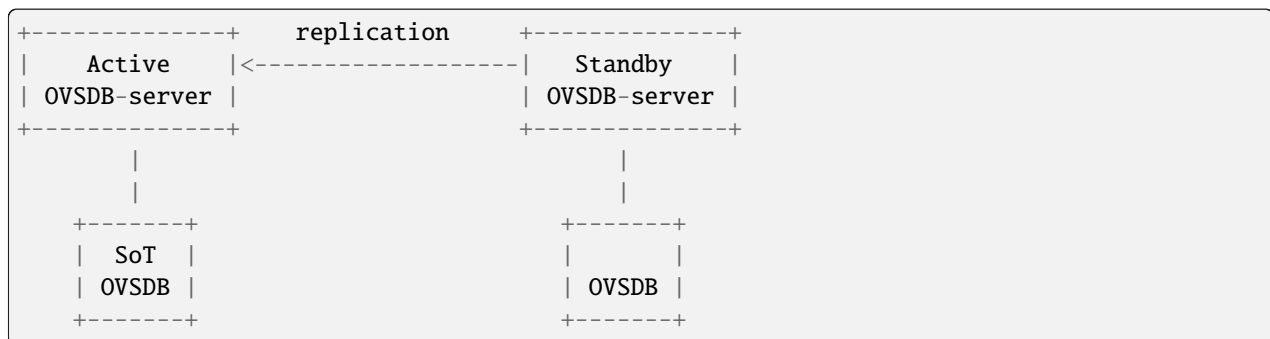 +--------------+    replication     +--------------+
|    Active    |<-------------------|   Standby    |
| OVSDB-server |                    | OVSDB-server |
+--------------+                    +--------------+
        |                                  |
        |                                  |
    +-------+                          +-------+
    |  SoT  |                          |       |
    | OVSDB |                          | OVSDB |
    +-------+                          +-------+